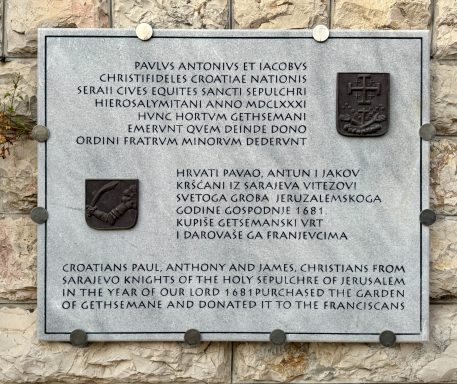 PAVLVS ANTONIVS ET IACOBVS
CHRISTIFIDELES CROATIAE NATIONIS
SERAII CIVES EQUITES SANCTI SEPULCHRI
HIEROSALYMITANI ANNO MDCLXXXI
HVNC HORTVM GETHSEMANI
EMERVNT QVEM DEINDE DONO
ORDINI FRATRVM MINORVM DEDERVNT
HRVATI PAVAO, ANTUN I JAKOV
KRŠĆANI IZ SARAJEVA VITEZOVI
SVETOGA GROBA JERUZALEMSKOGA
GODINE GOSPODNJE 1681.
KUPIŠE GETSEMANSKI VRT
I DAROVAŠE GA FRANJEVCIMA
CROATIANS PAUL, ANTHONY AND JAMES, CHRISTIANS FROM
SARAJEVO KNIGHTS OF THE HOLY SEPULCHRE OF JERUSALEM
IN THE YEAR OF OUR LORD 1681 PURCHASED THE GARDEN
OF GETHSEMANE AND DONATED IT TO THE FRANCISCANS